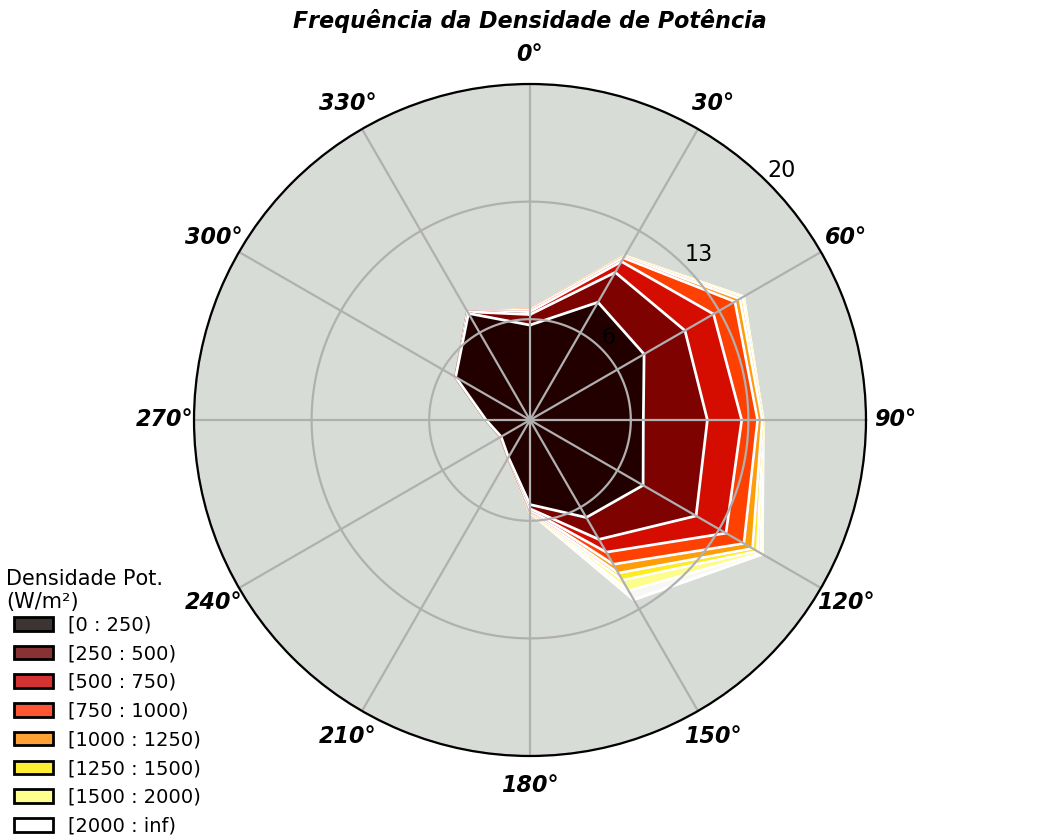 Frequência da Densidade de Potência
0°
330°
30°
20
300°
60°
13
6
270°
90°
240°
120°
210°
150°
180°
Densidade Pot.
(W/m²)
[0 : 250)
[250 : 500)
[500 : 750)
[750 : 1000)
[1000 : 1250)
[1250 : 1500)
[1500 : 2000)
[2000 : inf)